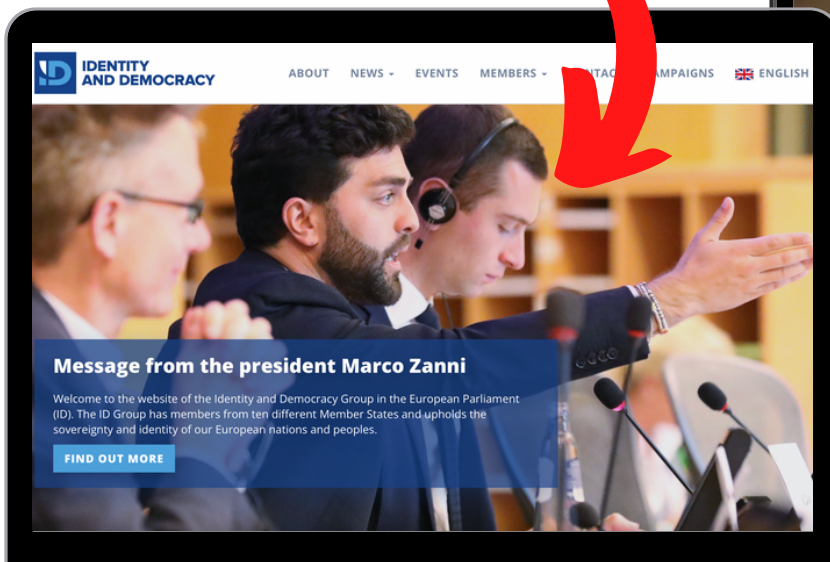 IDENTITY
AND DEMOCRACY
ABOUT NEWS EVENTS MEMBERS ENGLISH
Message from the president Marco Zanni
Welcome to the website of the Identity and Democracy Group in the European Parliament
(ID). The ID Group has members from ten different Member States and upholds the
sovereignty and identity of our European nations and peoples.
FIND OUT MORE